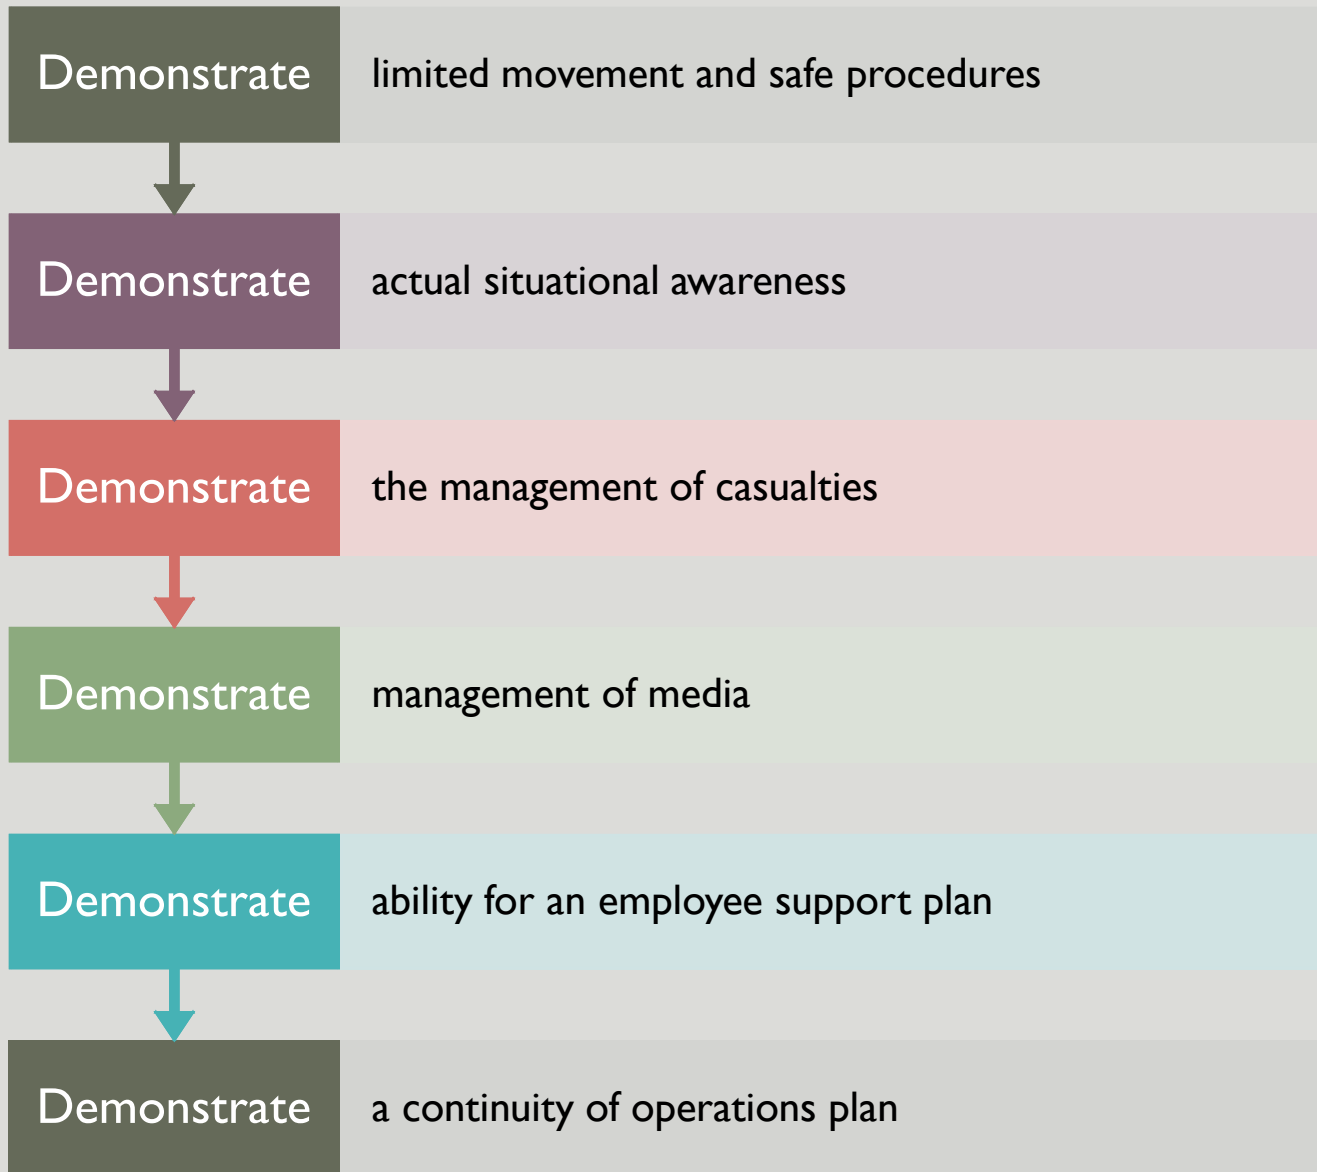 Demonstrate limited movement and safe procedures
Demonstrate actual situational awareness
Demonstrate the management of casualties
Demonstrate management of media
Demonstrate ability for an employee support plan
Demonstrate a continuity of operations plan